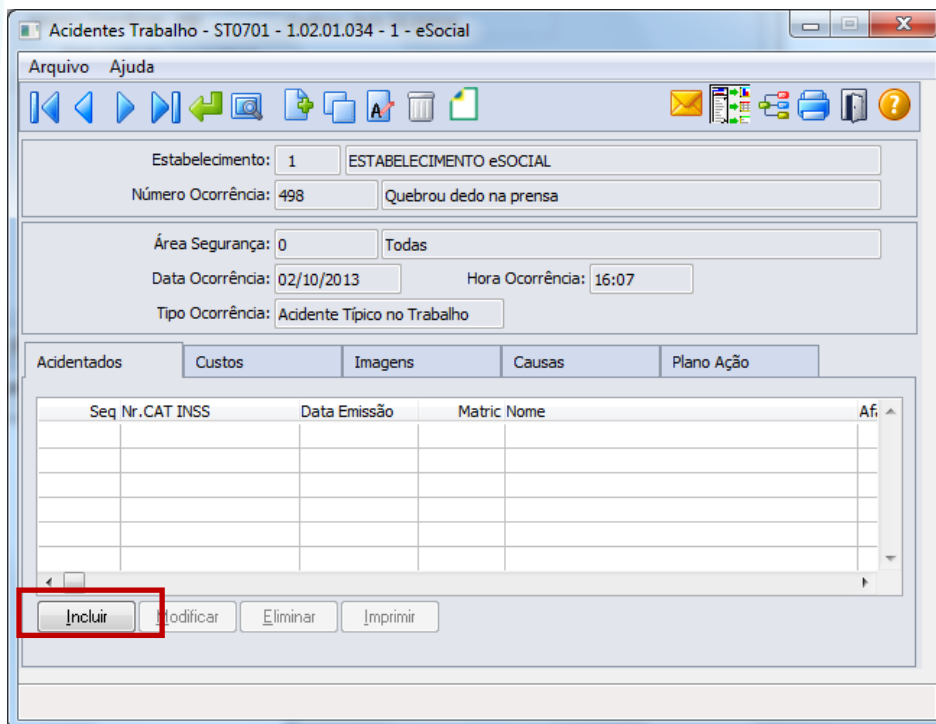 Acidentes Trabalho - ST0701 - 1.02.01.034 - 1 - eSocial
Arquivo Ajuda
Estabelecimento: 1 ESTABELECIMENTO eSOCIAL
Número Ocorrência: 498 Quebrou dedo na prensa
Área Segurança: 0 Todas
Data Ocorrência: 02/10/2013 Hora Ocorrência: 16:07
Tipo Ocorrência: Acidente Típico no Trabalho
Acidentados Custos Imagens Causas Plano Ação
Seq Nr.CAT INSS Data Emissão Matric Nome Afa
Incluir Modificar Eliminar Imprimir